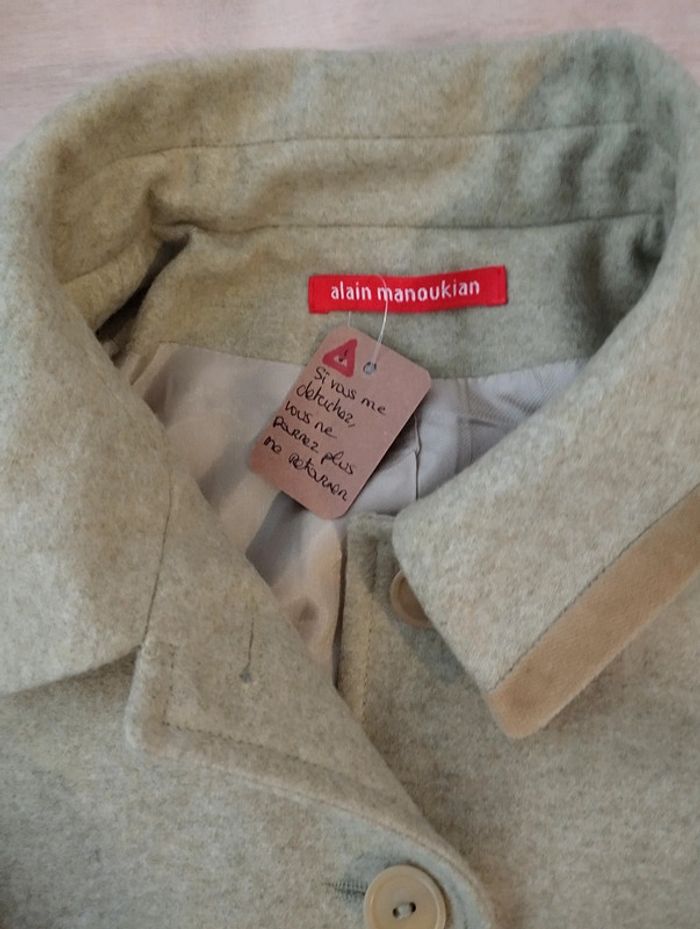 alain manoukian
Si vous me
detachez,
vous ne
pourrez plus
me retourner